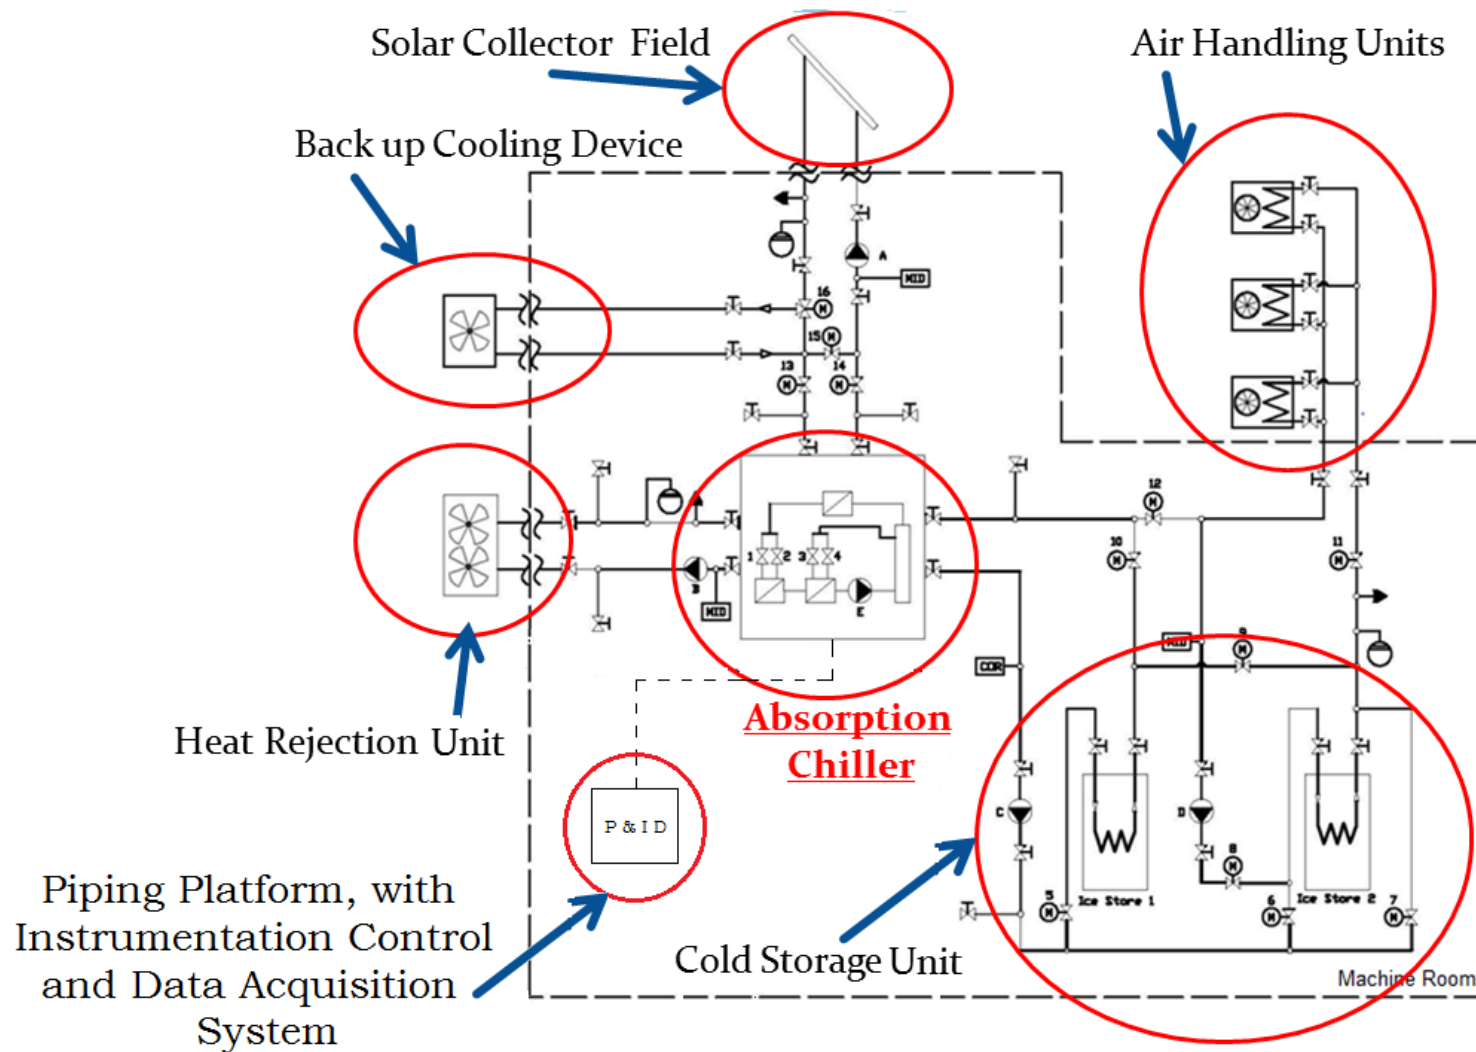 Solar Collector Field
Air Handling Units
Back up Cooling Device
A
MID
16
M
15
M
13
14
M
M
12
M
10
11
M
M
1
2
3
4
B
E
MID
9
MID
M
COR
Absorption
Chiller
Heat Rejection Unit
C
D
P & I D
8
M
Piping Platform, with
Instrumentation Control
and Data Acquisition
System
5
Ice Store 1
6
Ice Store 2
7
M
M
M
Cold Storage Unit
Machine Room